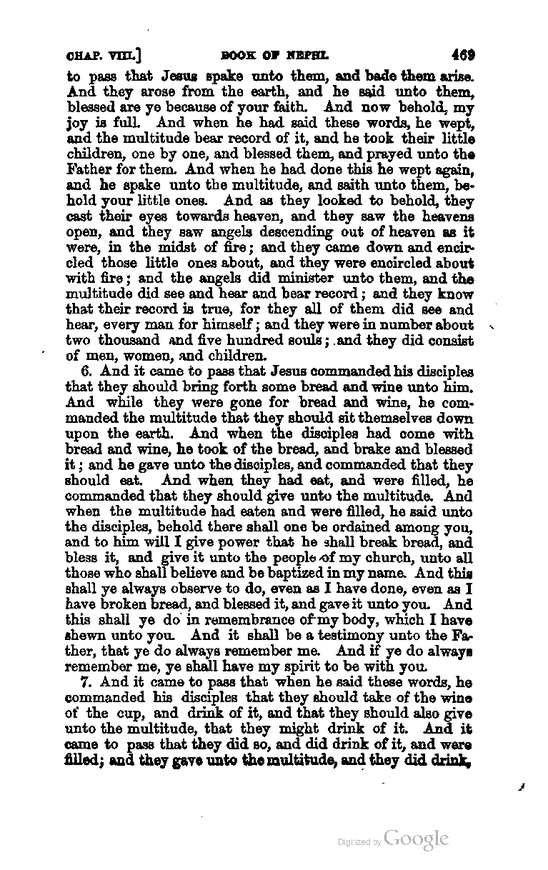 CHAP. VIII.] BOOK OF NEPHI. 469
to pass that Jesus spake unto them, and bade them arise.
And they arose from the earth, and he said unto them,
blessed are ye because of your faith. And now behold, my
joy is full. And when he had said these words, he wept,
and the multitude bear record of it, and he took their little
children, one by one, and blessed them, and prayed unto the
Father for them. And when he had done this he wept again,
and he spake unto the multitude, and saith unto them, be-
hold your little ones. And as they looked to behold, they
cast their eyes towards heaven, and they saw the heavens
open, and they saw angels descending out of heaven as it
were, in the midst of fire; and they came down and encir-
cled those little ones about, and they were encircled about
with fire; and the angels did minister unto them, and the
multitude did see and hear and bear record; and they know
that their record is true, for they all of them did see and
hear, every man for himself; and they were in number about
two thousand and five hundred souls; and they did consist
of men, women, and children.
6. And it came to pass that Jesus commanded his disciples
that they should bring forth some bread and wine unto him.
And while they were gone for bread and wine, he com-
manded the multitude that they should sit themselves down
upon the earth. And when the disciples had come with
bread and wine, he took of the bread, and brake and blessed
it; and he gave unto the disciples, and commanded that they
should eat. And when they had eat, and were filled, he
commanded that they should give unto the multitude. And
when the multitude had eaten and were filled, he said unto
the disciples, behold there shall one be ordained among you,
and to him will I give power that he shall break bread, and
bless it, and give it unto the people of my church, unto all
those who shall believe and be baptized in my name. And this
shall ye always observe to do, even as I have done, even as I
have broken bread, and blessed it, and gave it unto you. And
this shall ye do in remembrance of my body, which I have
shewn unto you. And it shall be a testimony unto the Fa-
ther, that ye do always remember me. And if ye do always
remember me, ye shall have my spirit to be with you.
7. And it came to pass that when he said these words, he
commanded his disciples that they should take of the wine
of the cup, and drink of it, and that they should also give
unto the multitude, that they might drink of it. And it
came to pass that they did so, and did drink of it, and were
filled; and they gave unto the multitude, and they did drink,
Digitized by Google